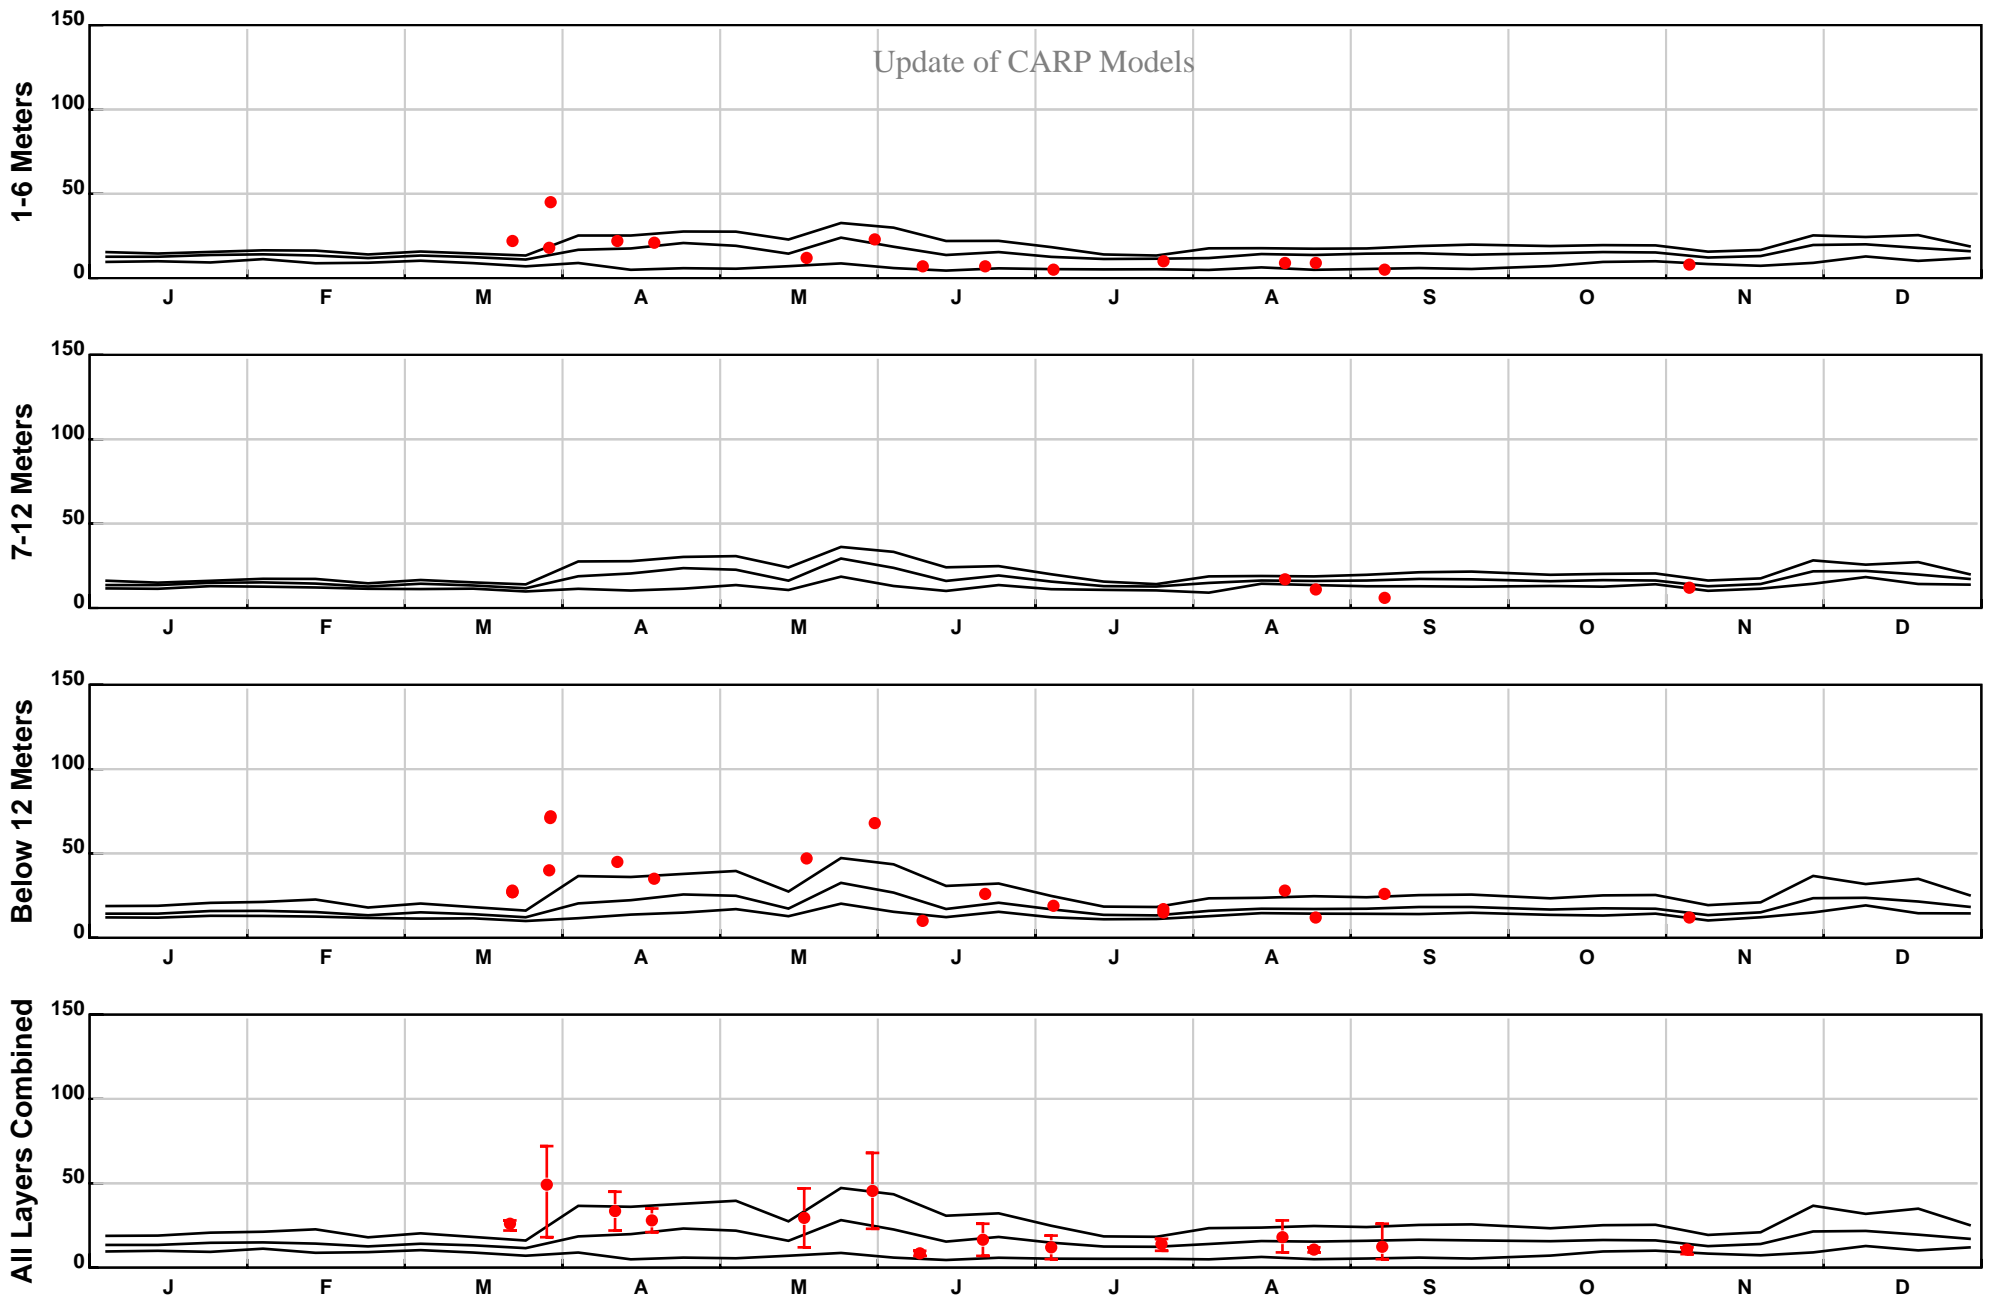 Update of CARP Models
1-6 Meters
150
100
50
0
J F M A M J J A S O N D
7-12 Meters
150
100
50
0
J F M A M J J A S O N D
Below 12 Meters
150
100
50
0
J F M A M J J A S O N D
All Layers Combined
150
100
50
0
J F M A M J J A S O N D